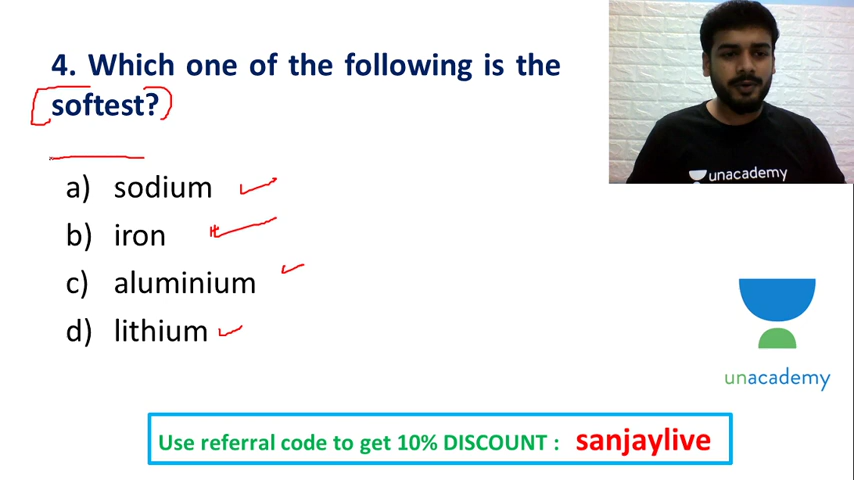 4. Which one of the following is the
softest?
a) sodium
b) iron
c) aluminium
d) lithium
unacademy
unacademy
Use referral code to get 10% DISCOUNT : sanjaylive